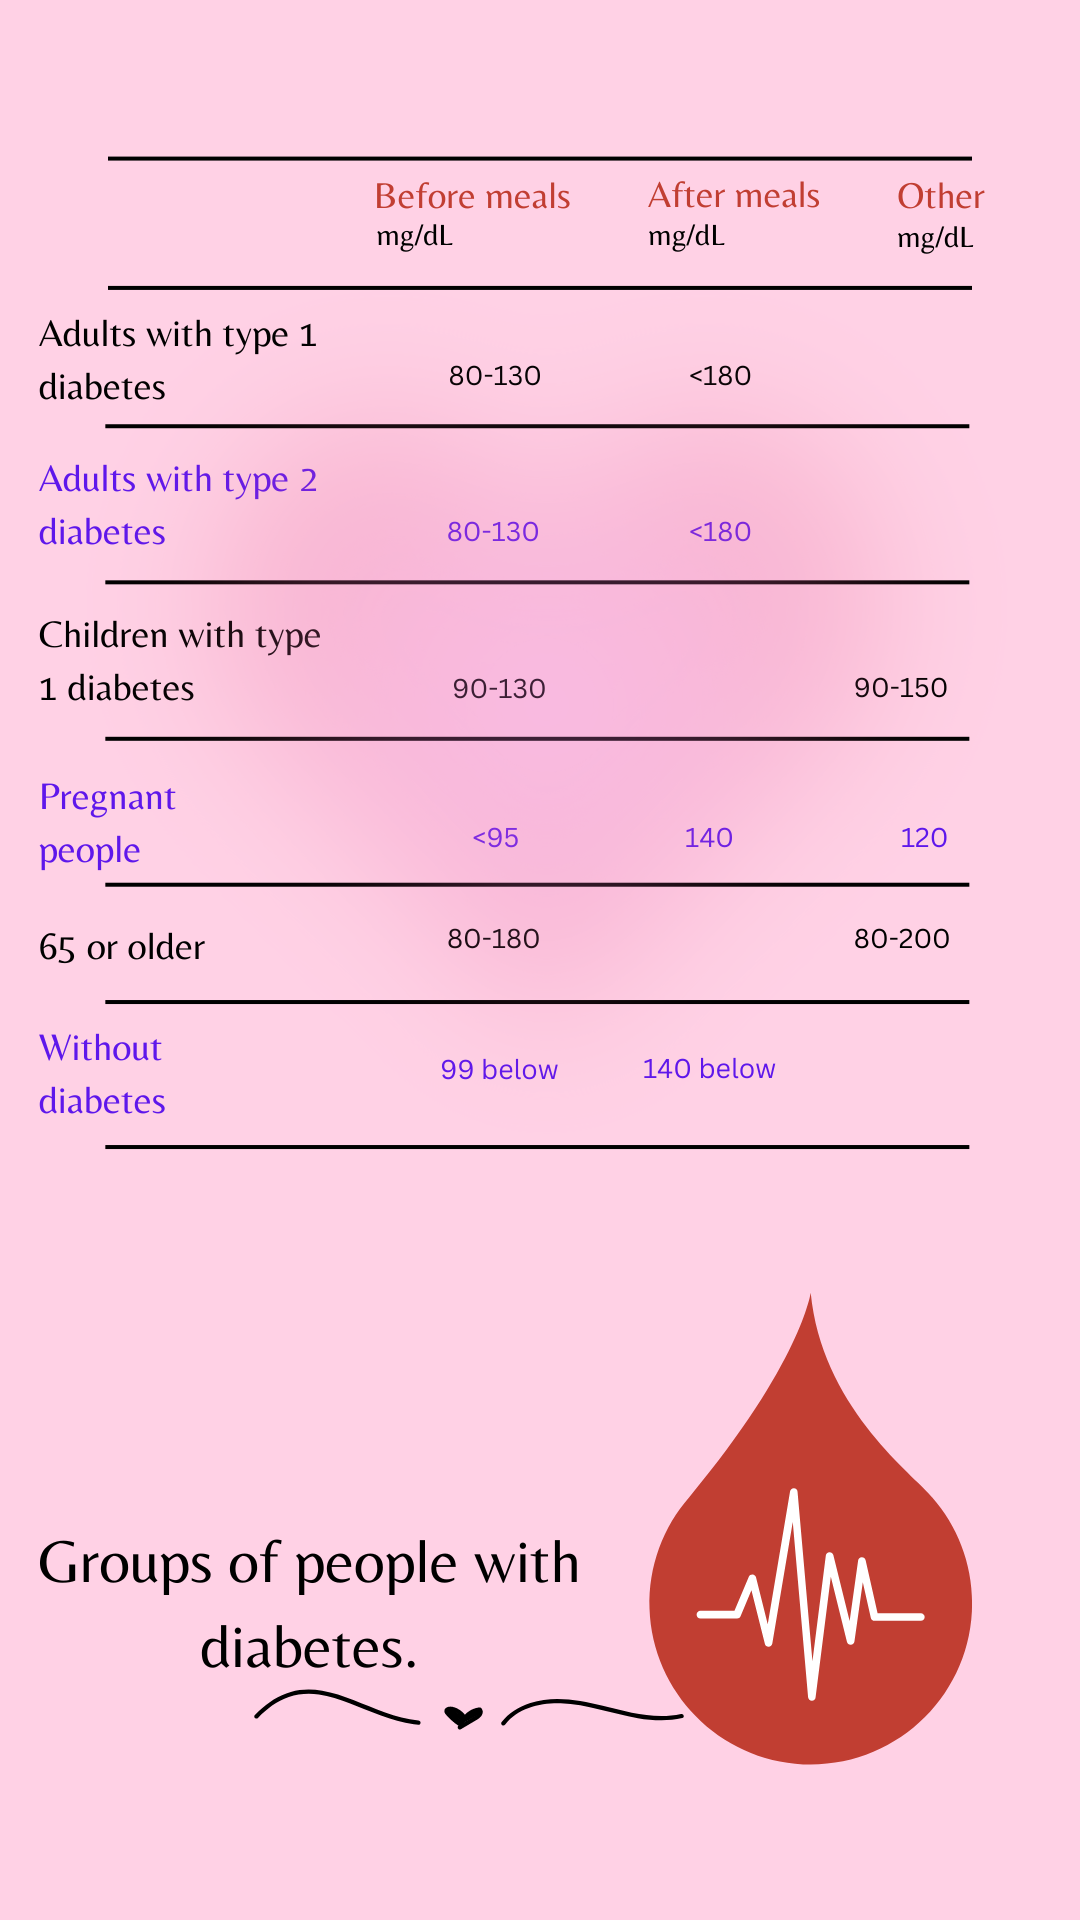 Before meals After meals Other
mg/dL mg/dL mg/dL
Adults with type 1
diabetes 80-130 <180
Adults with type 2
diabetes 80-130 <180
Children with type
1 diabetes 90-130 90-150
Pregnant
people <95 140 120
65 or older 80-180 80-200
Without
diabetes 99 below 140 below
Groups of people with
diabetes.